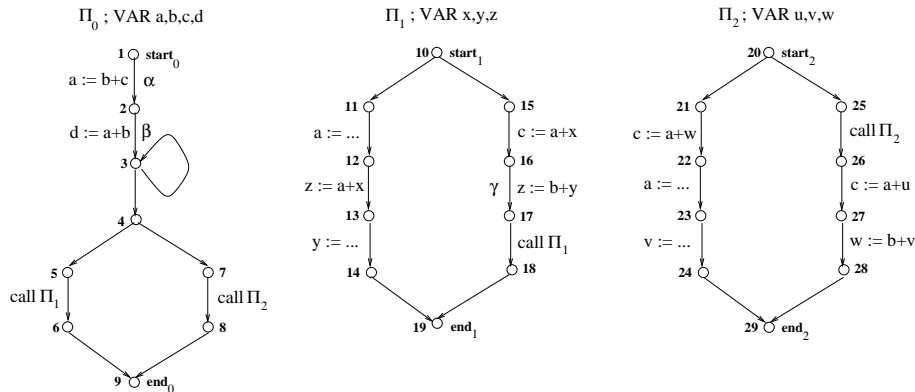 Π0 ; VAR a,b,c,d
1 start0
a := b+c α
2
d := a+b β
3
4
5 7
call Π1 call Π2
6 8
9 end0
Π1 ; VAR x,y,z
10 start1
11 15
a := ... c := a+x
12 16
z := a+x γ z := b+y
13 17
y := ... call Π1
14 18
19 end1
Π2 ; VAR u,v,w
20 start2
21 25
c := a+w call Π2
22 26
a := ... c := a+u
23 27
v := ... w := b+v
24 28
29 end2